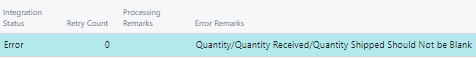 Integration Status Retry Count Processing Remarks Error Remarks
Error 0 Quantity/Quantity Received/Quantity Shipped Should Not be Blank